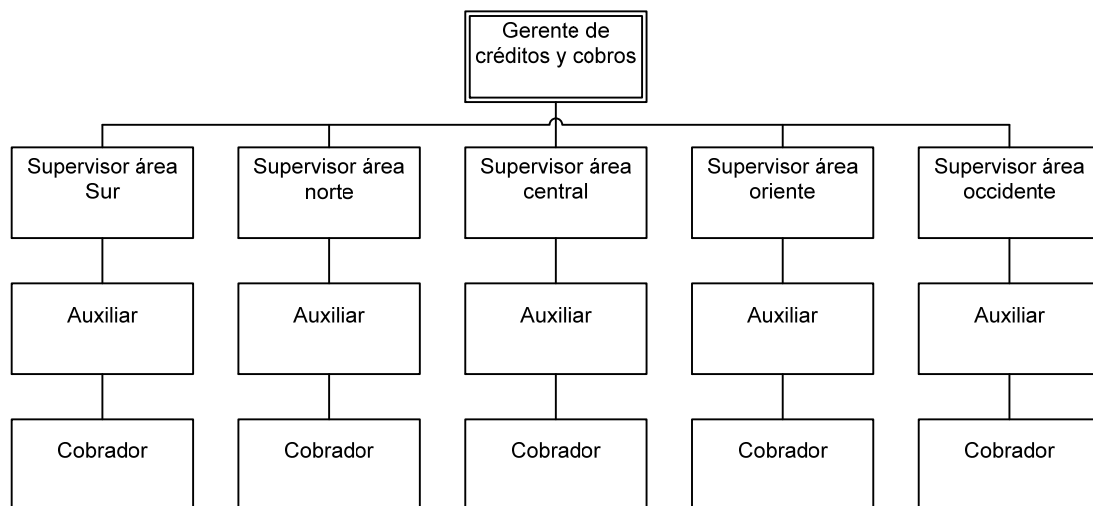 Gerente de
créditos y cobros
Supervisor área
Sur
Supervisor área
norte
Supervisor área
central
Supervisor área
oriente
Supervisor área
occidente
Auxiliar
Auxiliar
Auxiliar
Auxiliar
Auxiliar
Cobrador
Cobrador
Cobrador
Cobrador
Cobrador